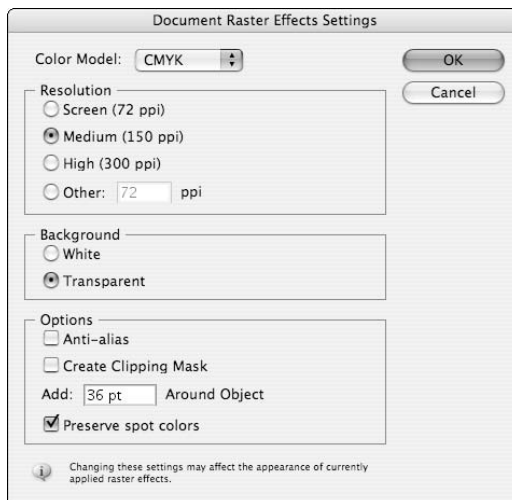 Document Raster Effects Settings
Color Model: CMYK
OK
Cancel
Resolution
Screen (72 ppi)
Medium (150 ppi)
High (300 ppi)
Other: 72 ppi
Background
White
Transparent
Options
Anti-alias
Create Clipping Mask
Add: 36 pt Around Object
Preserve spot colors
Changing these settings may affect the appearance of currently
applied raster effects.